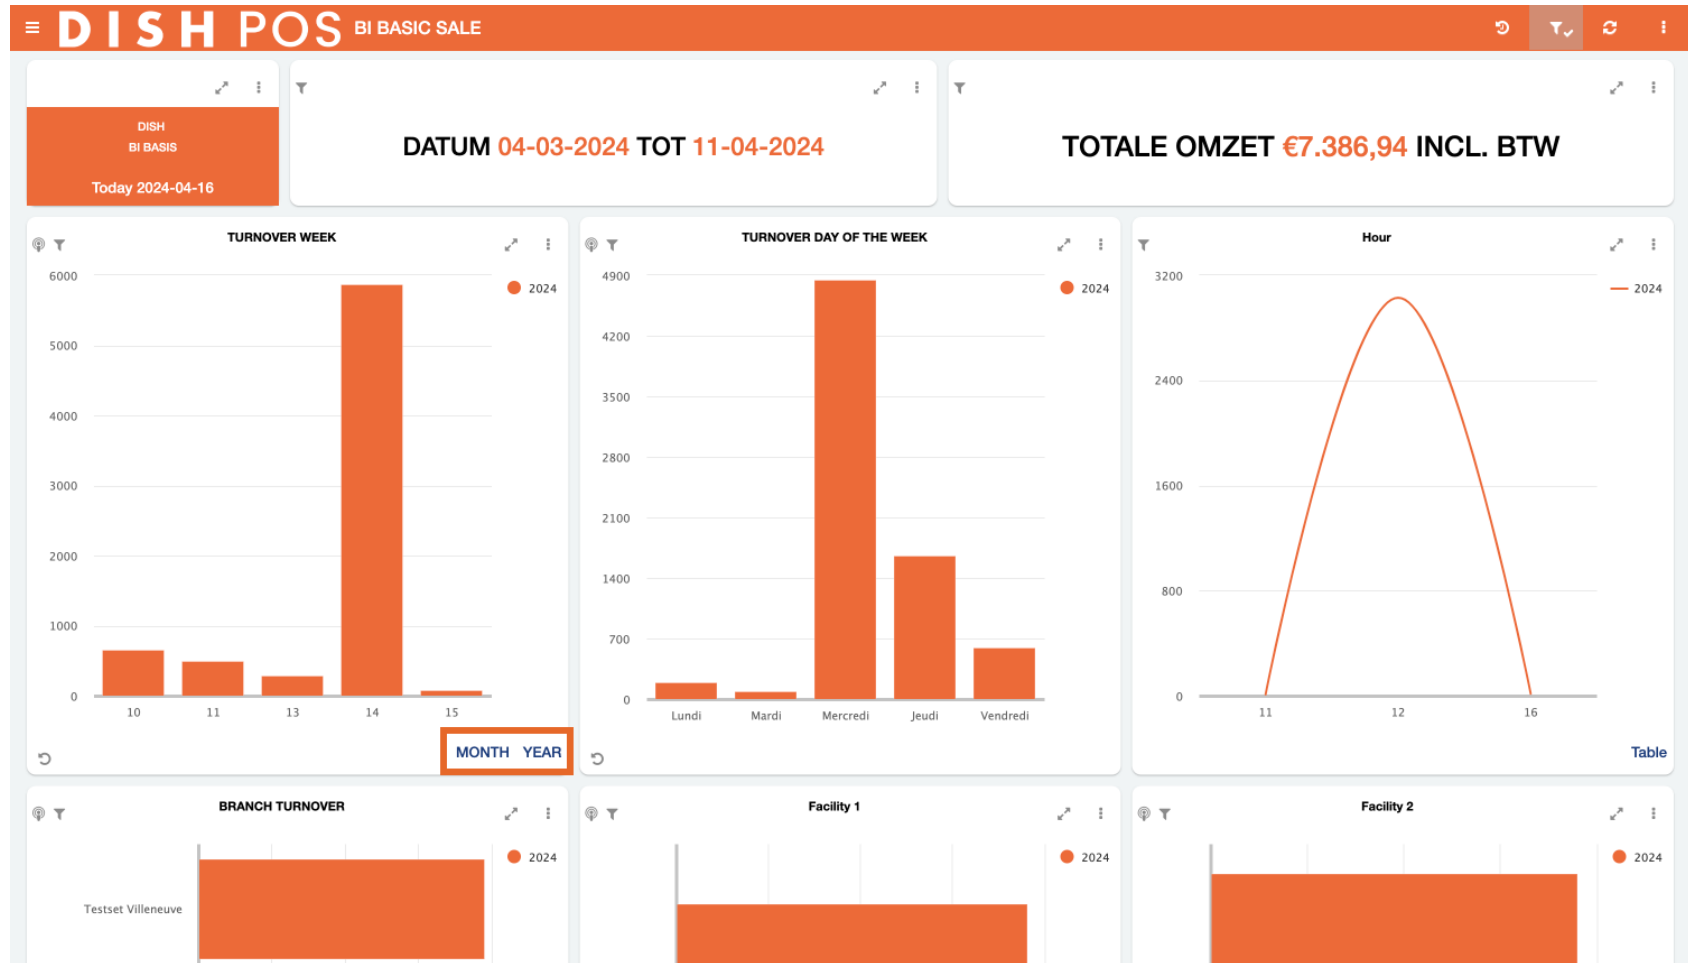 DISH POS BI BASIC SALE
DISH
BI BASIS
Today 2024-04-16
DATUM 04-03-2024 TOT 11-04-2024
TOTALE OMZET €7.386,94 INCL. BTW
TURNOVER WEEK
2024
6000
5000
4000
3000
2000
1000
0
10 11 13 14 15
MONTH YEAR
TURNOVER DAY OF THE WEEK
2024
4900
4200
3500
2800
2100
1400
700
0
Lundi Mardi Mercredi Jeudi Vendredi
Hour
2024
3200
2400
1600
800
0
11 12 16
Table
BRANCH TURNOVER
2024
Testset Villeneuve
Facility 1
2024
Facility 2
2024